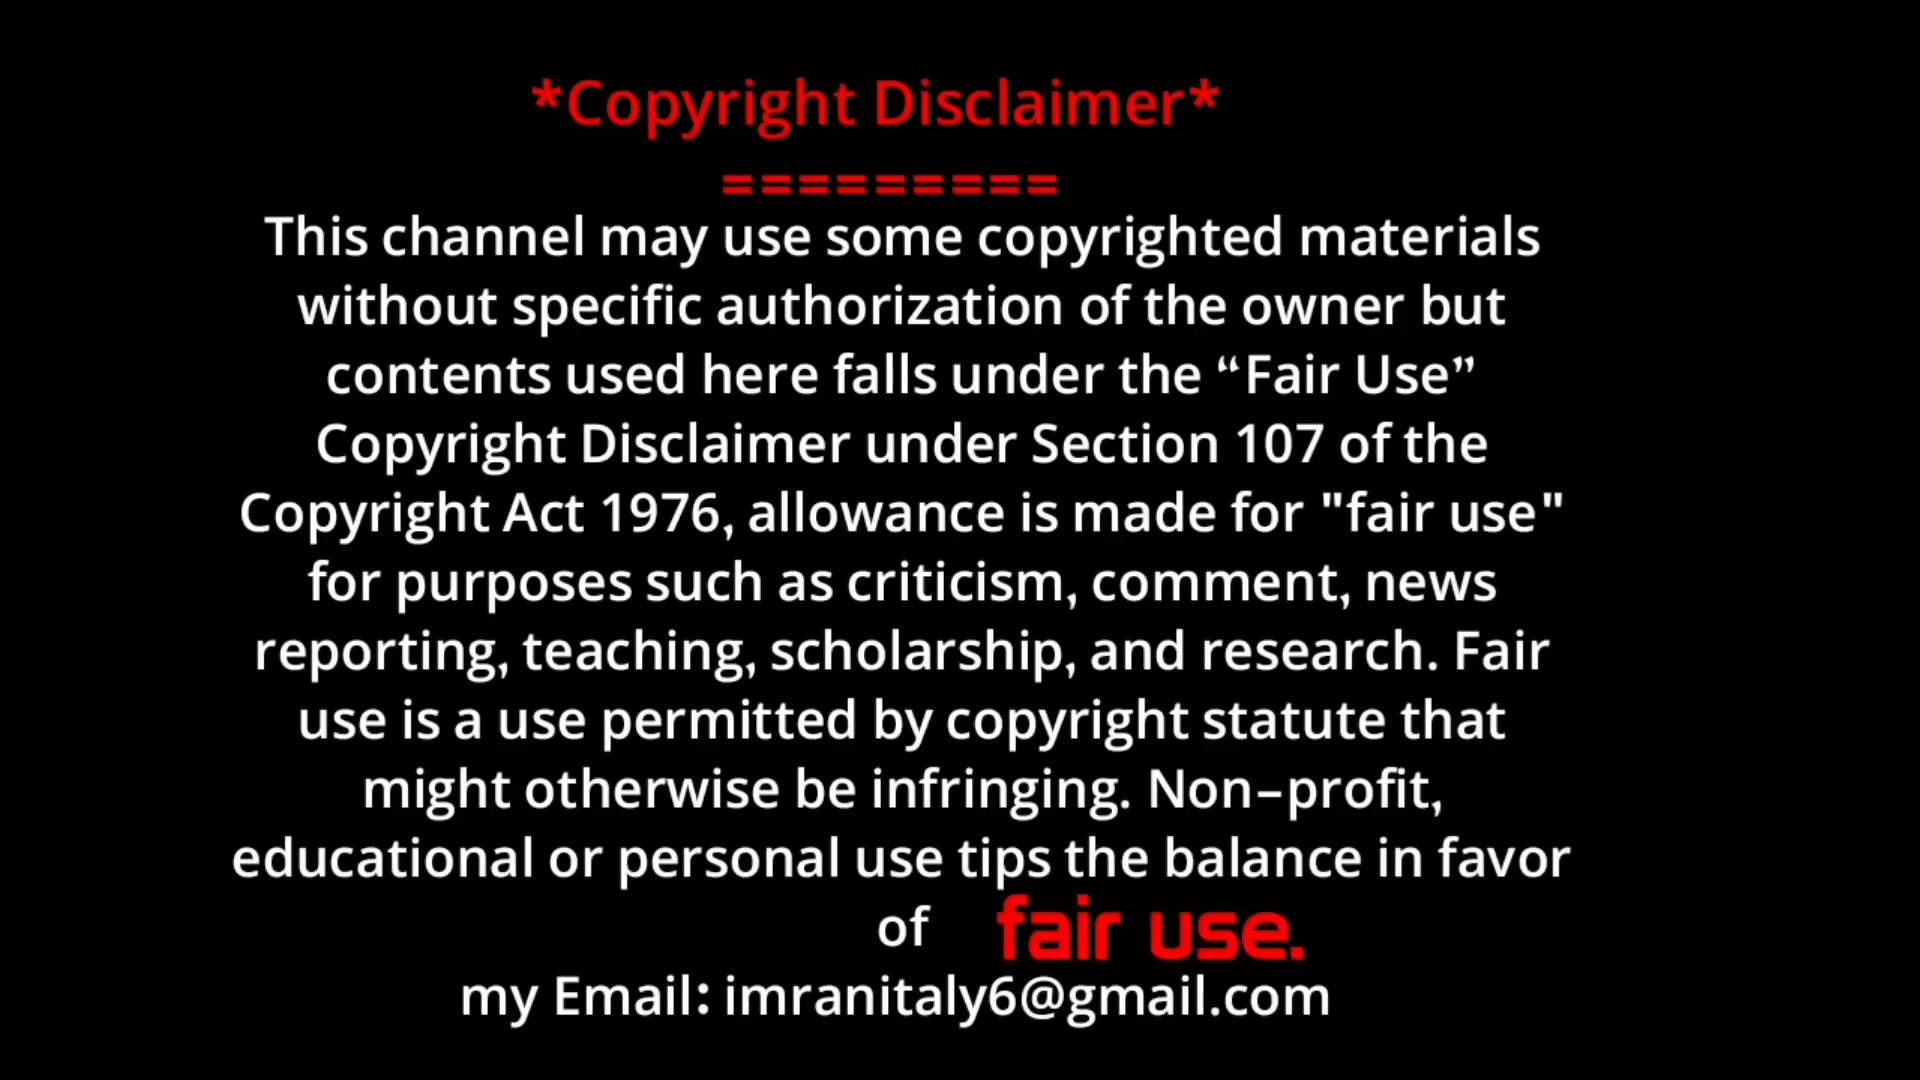 *Copyright Disclaimer*
=========
This channel may use some copyrighted materials
without specific authorization of the owner but
contents used here falls under the “Fair Use”
Copyright Disclaimer under Section 107 of the
Copyright Act 1976, allowance is made for "fair use"
for purposes such as criticism, comment, news
reporting, teaching, scholarship, and research. Fair
use is a use permitted by copyright statute that
might otherwise be infringing. Non–profit,
educational or personal use tips the balance in favor
of fair use.
my Email: imranitaly6@gmail.com